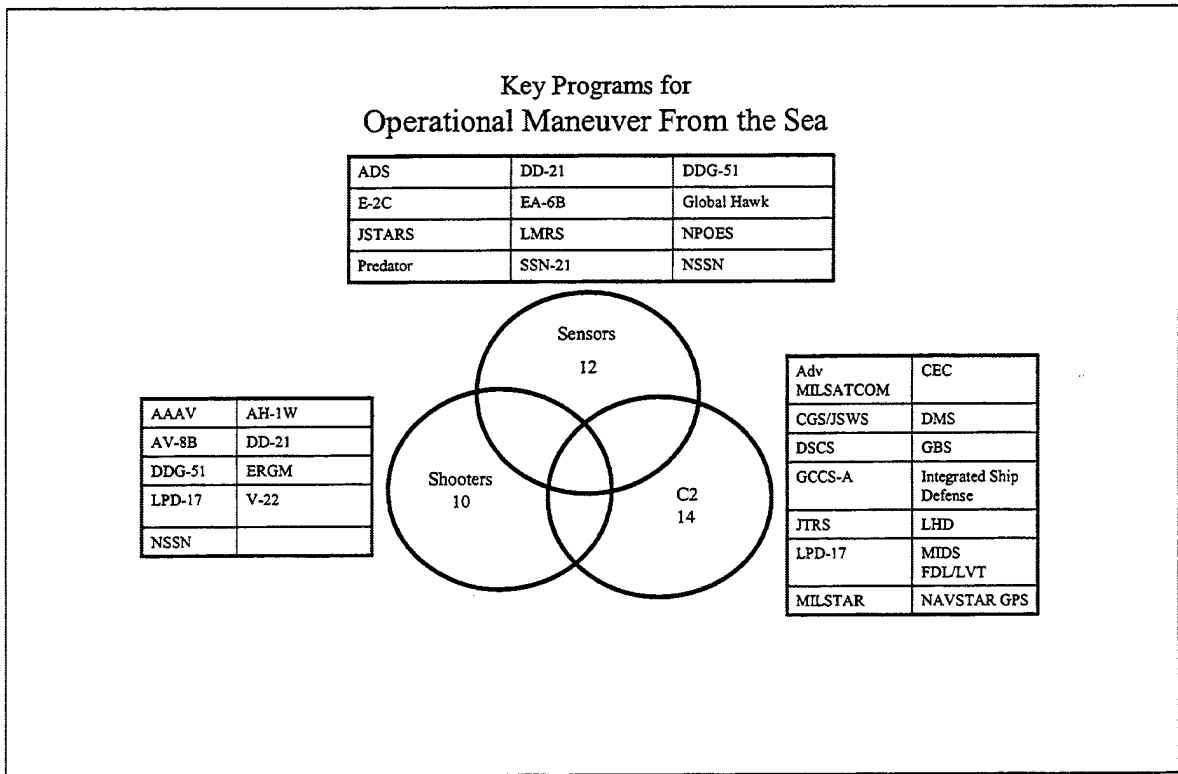 Key Programs for
Operational Maneuver From the Sea
ADS DD-21 DDG-51
E-2C EA-6B Global Hawk
JSTARS LMRS NPOES
Predator SSN-21 NSSN
Sensors
12
Shooters
10
C2
14
AAAV AH-1W
AV-8B DD-21
DDG-51 ERGM
LPD-17 V-22
NSSN
Adv
MILSATCOM
CEC
CGS/JSWS DMS
DSCS GBS
GCCS-A Integrated Ship
Defense
JTRS LHD
LPD-17 MIDS
FDL/LVT
MILSTAR NAVSTAR GPS